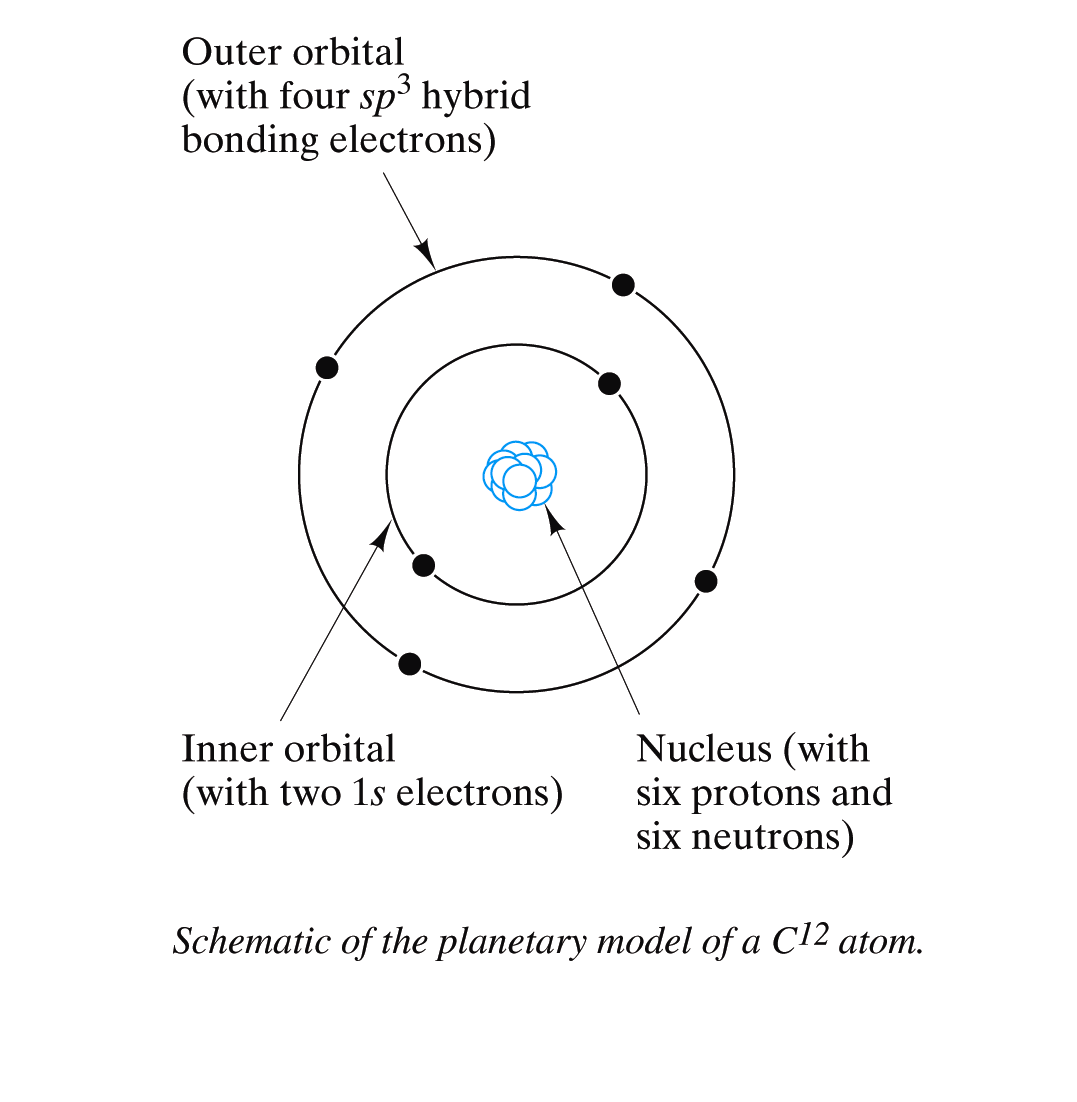 Outer orbital
(with four sp³ hybrid
bonding electrons)
Inner orbital
(with two 1s electrons)
Nucleus (with
six protons and
six neutrons)
Schematic of the planetary model of a C¹² atom.